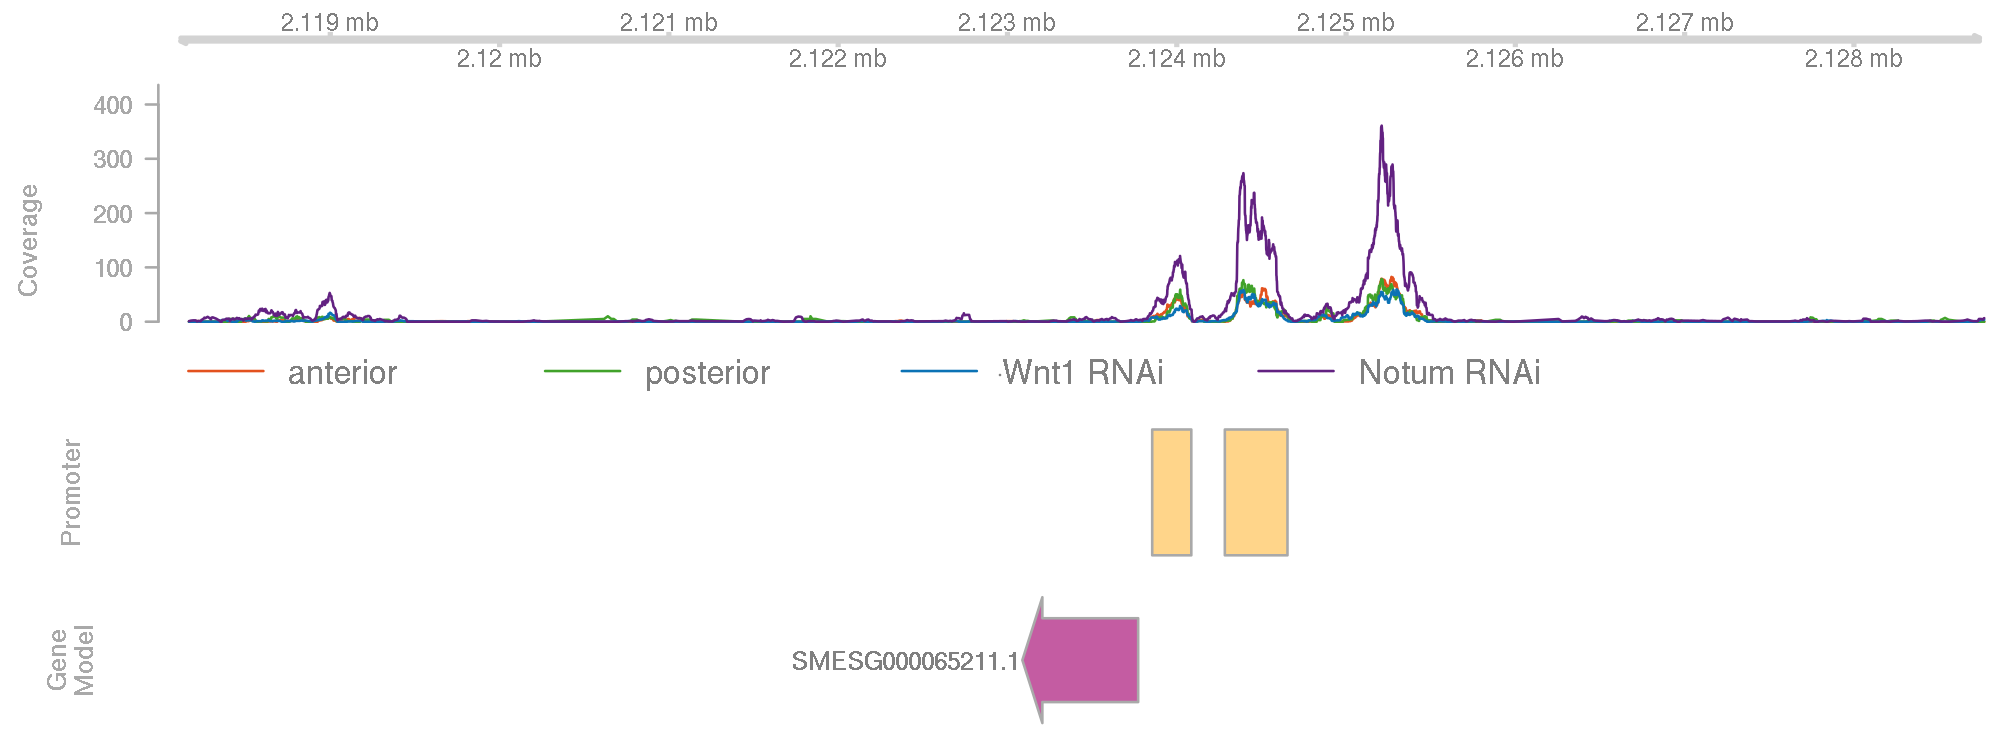 2.119 mb 2.121 mb 2.123 mb 2.125 mb 2.127 mb
2.12 mb 2.122 mb 2.124 mb 2.126 mb 2.128 mb
Coverage
400
300
200
100
0
anterior posterior Wnt1 RNAi Notum RNAi
Promoter
Gene
Model
SMESG000065211.1